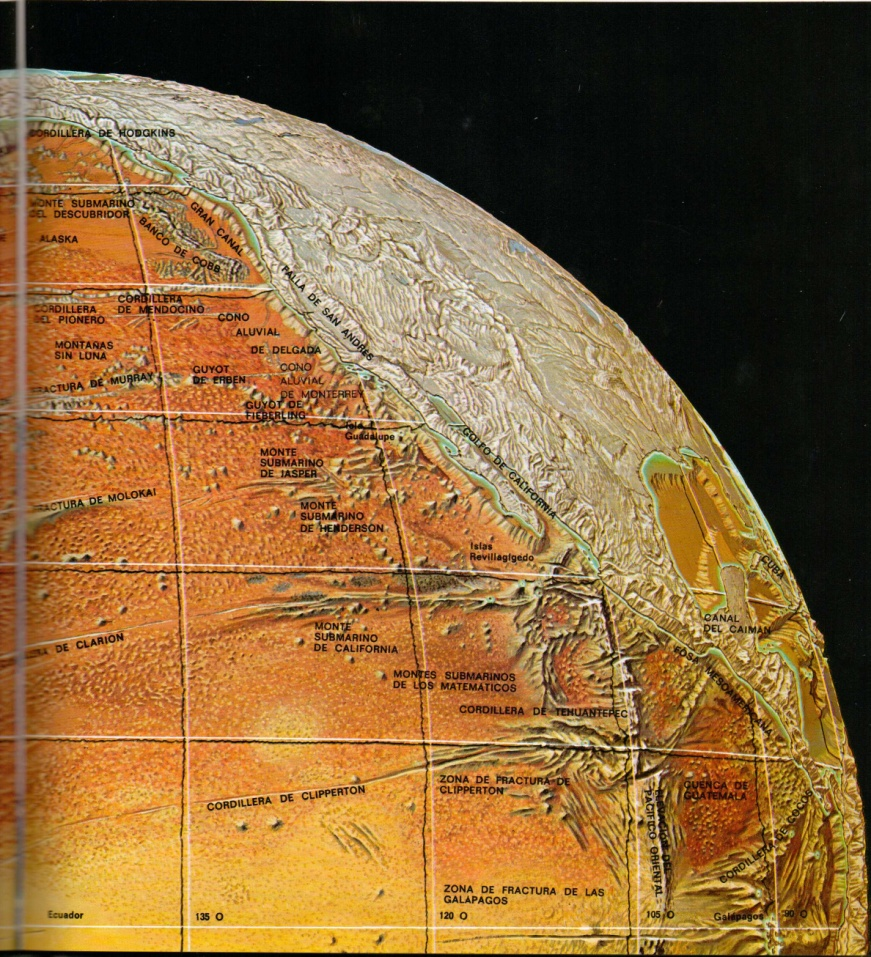 CORDILLERA DE HODGKINS
MONTE SUBMARINO
DEL DESCUBRIDOR
GRAN CANAL
BANCO DE COBB
ALASKA
FALLA DE SAN ANDRES
CORDILLERA
DE MENDOCINO
CORDILLERA
DEL PIONERO
CONO
ALUVIAL
DE DELGADA
MONTAÑAS
SIN LUNA
GUYOT
DE ERBEN
CONO
ALUVIAL
DE MONTERREY
FRACTURA DE MURRAY
GUYOT DE
FIEBERLING
Isla
Guadalupe
GOLFO DE CALIFORNIA
MONTE
SUBMARINO
DE JASPER
FRACTURA DE MOLOKAI
MONTE
SUBMARINO
DE HENDERSON
Islas
Revillagigedo
CUBA
CANAL
DEL CAIMAN
DE CLARION
MONTE
SUBMARINO
DE CALIFORNIA
FOSA MESOAMERICANA
MONTES SUBMARINOS
DE LOS MATEMATICOS
CORDILLERA DE TEHUANTEPEC
ZONA DE FRACTURA DE
CLIPPERTON
CORDILLERA DE CLIPPERTON
CUENCA DE
GUATEMALA
PACIFICO ORIENTAL
CORDILLERA DE COCOS
ZONA DE FRACTURA DE LAS
GALAPAGOS
Ecuador
135 O
120 O
105 O
Galápagos
90 O